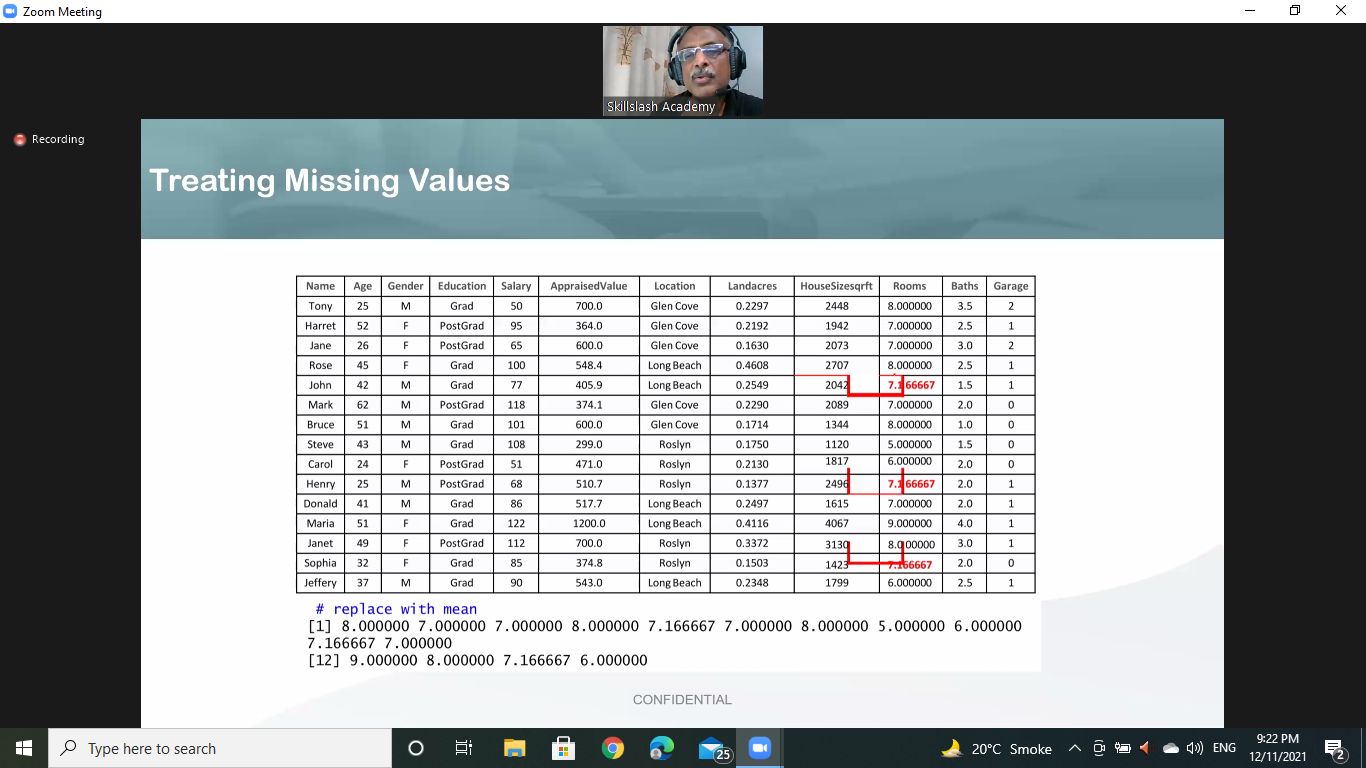 Zoom Meeting
Skillslash Academy
Recording
Treating Missing Values
Name Age Gender Education Salary AppraisedValue Location Landacres HouseSizesqrft Rooms Baths Garage
Tony 25 M Grad 50 700.0 Glen Cove 0.2297 2448 8.000000 3.5 2
Harret 52 F PostGrad 95 364.0 Glen Cove 0.2192 1942 7.000000 2.5 1
Jane 26 F PostGrad 65 600.0 Glen Cove 0.1630 2073 7.000000 3.0 2
Rose 45 F Grad 100 548.4 Long Beach 0.4608 2707 8.000000 2.5 1
John 42 M Grad 77 405.9 Long Beach 0.2549 2042 7.166667 1.5 1
Mark 62 M PostGrad 118 374.1 Glen Cove 0.2290 2089 7.000000 2.0 0
Bruce 51 M Grad 101 600.0 Glen Cove 0.1714 1344 8.000000 1.0 0
Steve 43 M Grad 108 299.0 Roslyn 0.1750 1120 5.000000 1.5 0
Carol 24 F PostGrad 51 471.0 Roslyn 0.2130 1817 6.000000 2.0 0
Henry 25 M PostGrad 68 510.7 Roslyn 0.1377 2496 7.166667 2.0 1
Donald 41 M Grad 86 517.7 Long Beach 0.2497 1615 7.000000 2.0 1
Maria 51 F Grad 122 1200.0 Long Beach 0.4116 4067 9.000000 4.0 1
Janet 49 F PostGrad 112 700.0 Roslyn 0.3372 3130 8.000000 3.0 1
Sophia 32 F Grad 85 374.8 Roslyn 0.1503 1423 7.166667 2.0 0
Jeffery 37 M Grad 90 543.0 Long Beach 0.2348 1799 6.000000 2.5 1
# replace with mean
[1] 8.000000 7.000000 7.000000 8.000000 7.166667 7.000000 8.000000 5.000000 6.000000
7.166667 7.000000
[12] 9.000000 8.000000 7.166667 6.000000
CONFIDENTIAL
Type here to search
25
20°C Smoke
ENG
9:22 PM
12/11/2021
2